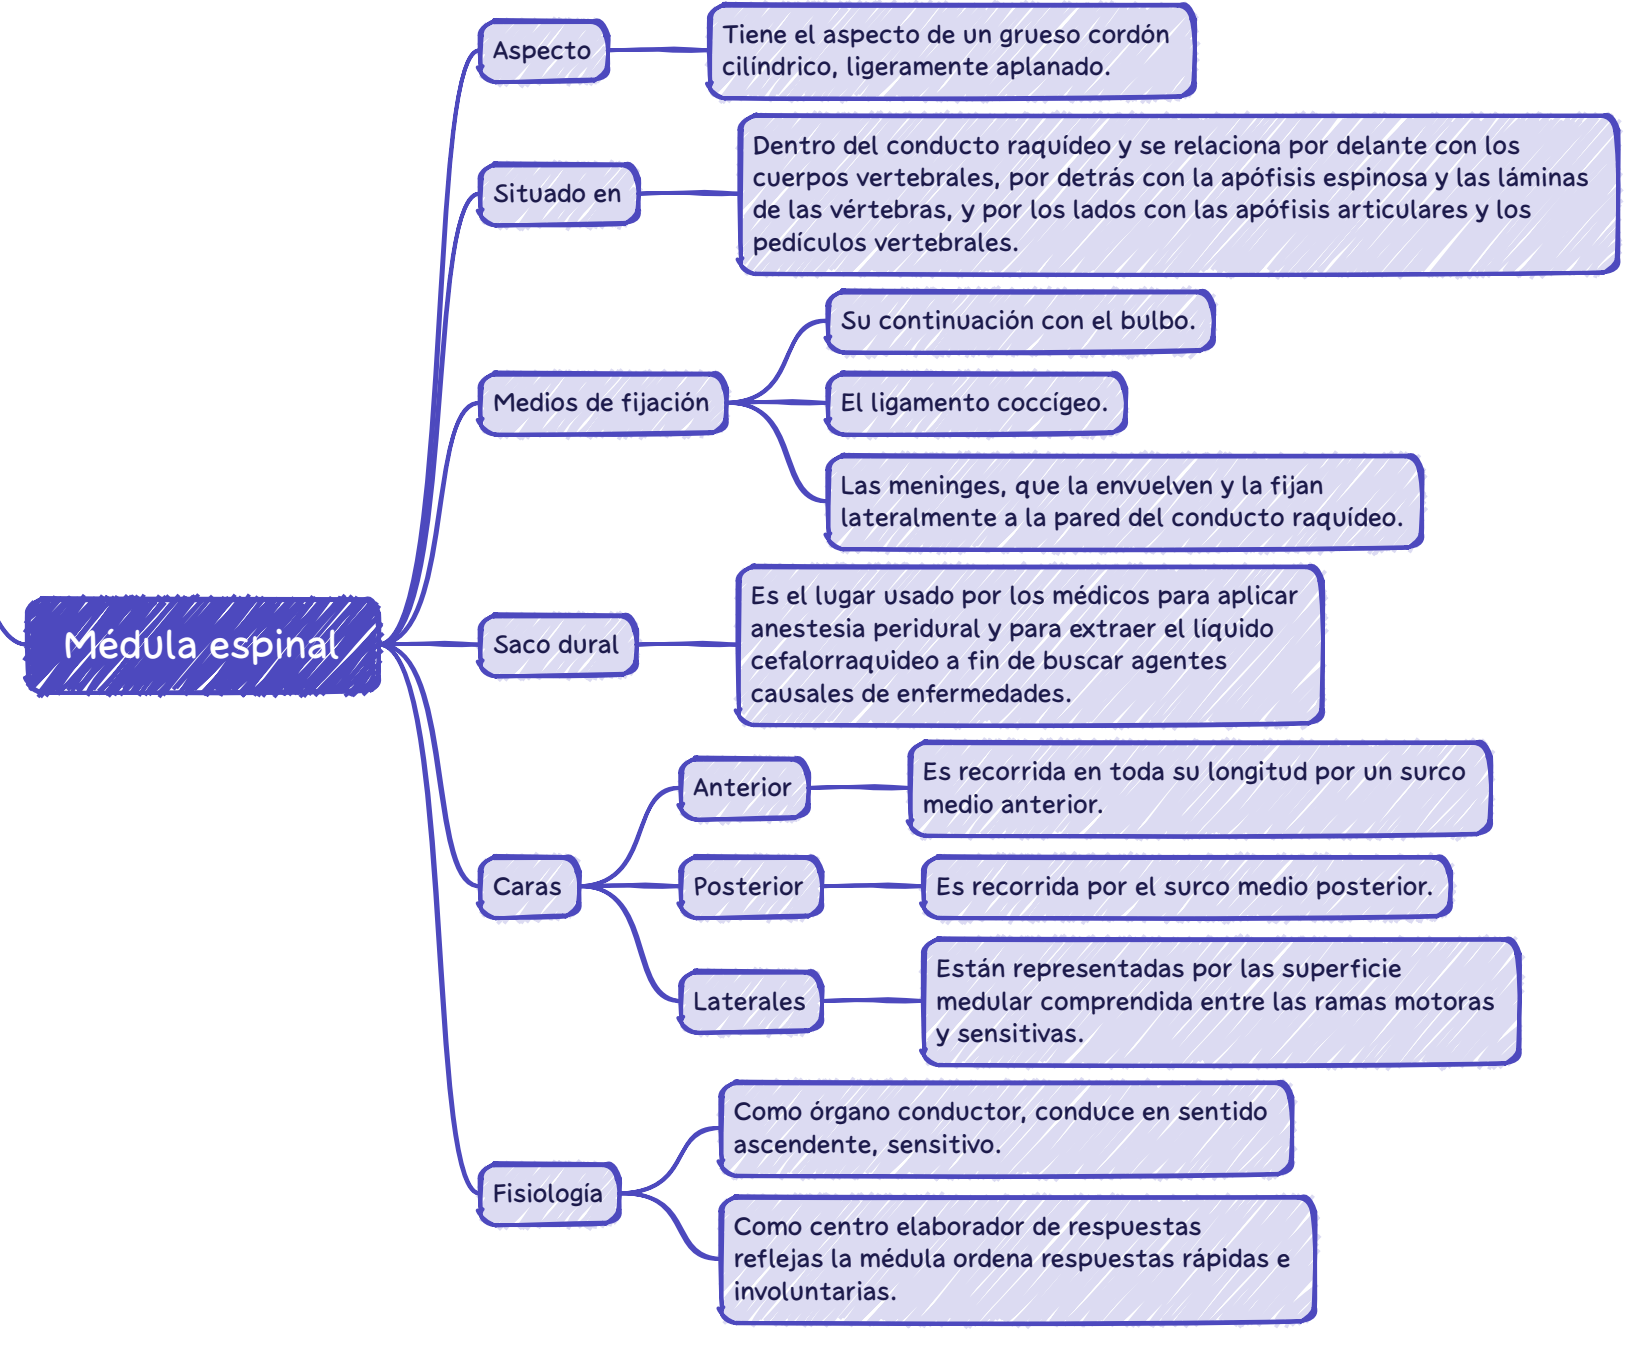 Aspecto
Tiene el aspecto de un grueso cordón
cilíndrico, ligeramente aplanado.
Situado en
Dentro del conducto raquídeo y se relaciona por delante con los
cuerpos vertebrales, por detrás con la apófisis espinosa y las láminas
de las vértebras, y por los lados con las apófisis articulares y los
pedículos vertebrales.
Medios de fijación
Su continuación con el bulbo.
El ligamento coccígeo.
Las meninges, que la envuelven y la fijan
lateralmente a la pared del conducto raquídeo.
Médula espinal
Saco dural
Es el lugar usado por los médicos para aplicar
anestesia peridural y para extraer el líquido
cefalorraquideo a fin de buscar agentes
causales de enfermedades.
Caras
Anterior
Es recorrida en toda su longitud por un surco
medio anterior.
Posterior
Es recorrida por el surco medio posterior.
Laterales
Están representadas por las superficie
medular comprendida entre las ramas motoras
y sensitivas.
Fisiología
Como órgano conductor, conduce en sentido
ascendente, sensitivo.
Como centro elaborador de respuestas
reflejas la médula ordena respuestas rápidas e
involuntarias.